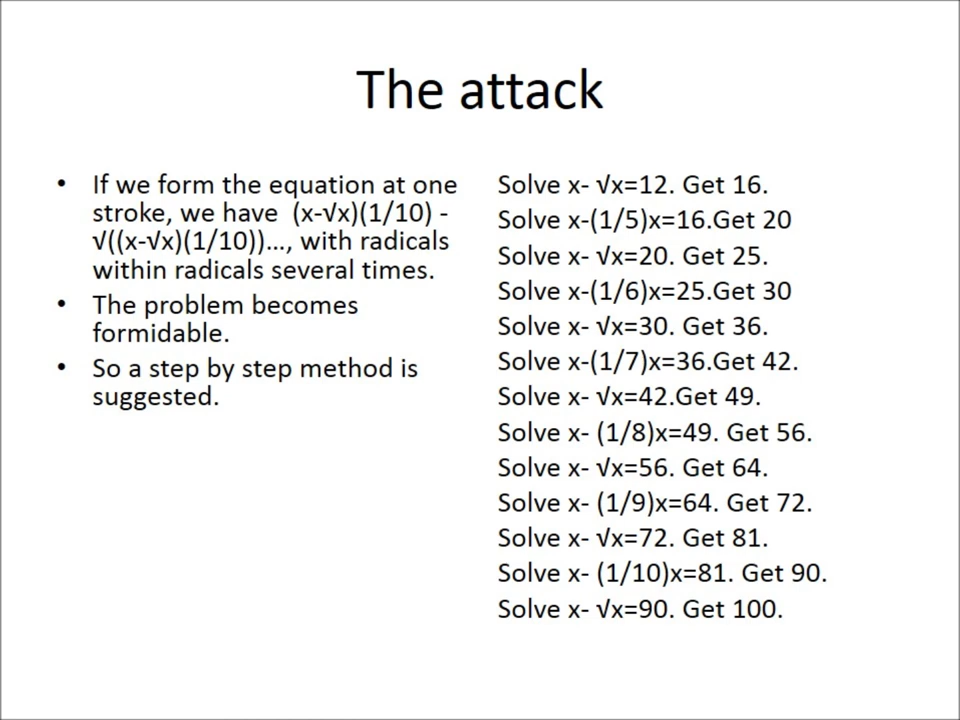 The attack
• If we form the equation at one
stroke, we have (x-√x)(1/10) -
√((x-√x)(1/10))…, with radicals
within radicals several times.
• The problem becomes
formidable.
• So a step by step method is
suggested.
Solve x- √x=12. Get 16.
Solve x-(1/5)x=16.Get 20
Solve x- √x=20. Get 25.
Solve x-(1/6)x=25.Get 30
Solve x- √x=30. Get 36.
Solve x-(1/7)x=36.Get 42.
Solve x- √x=42.Get 49.
Solve x- (1/8)x=49. Get 56.
Solve x- √x=56. Get 64.
Solve x- (1/9)x=64. Get 72.
Solve x- √x=72. Get 81.
Solve x- (1/10)x=81. Get 90.
Solve x- √x=90. Get 100.